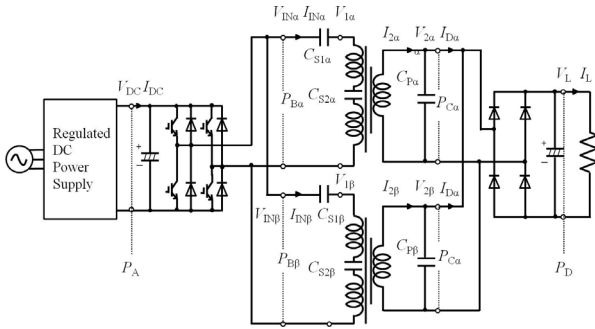 V_INα I_INα V_1α
C_S1α
I_2α V_2α I_Dα
V_DC I_DC
P_Bα
C_S2α
C_Pα
P_Cα
V_L I_L
Regulated
DC
Power
Supply
+
−
+
−
V_1β
I_2β V_2β I_Dα
V_INβ I_INβ C_S1β
P_A
P_Bβ
C_S2β
C_Pβ
P_Cα
P_D